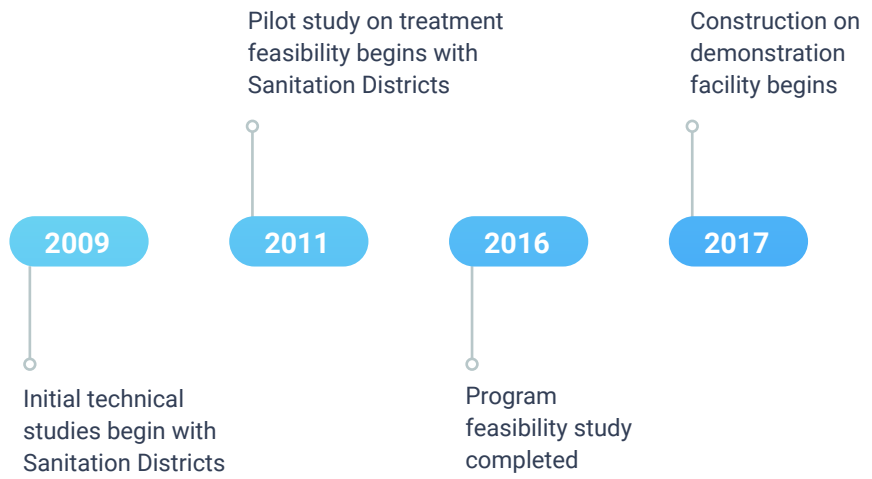 Pilot study on treatment
feasibility begins with
Sanitation Districts
Construction on
demonstration
facility begins
2009
2011
2016
2017
Initial technical
studies begin with
Sanitation Districts
Program
feasibility study
completed